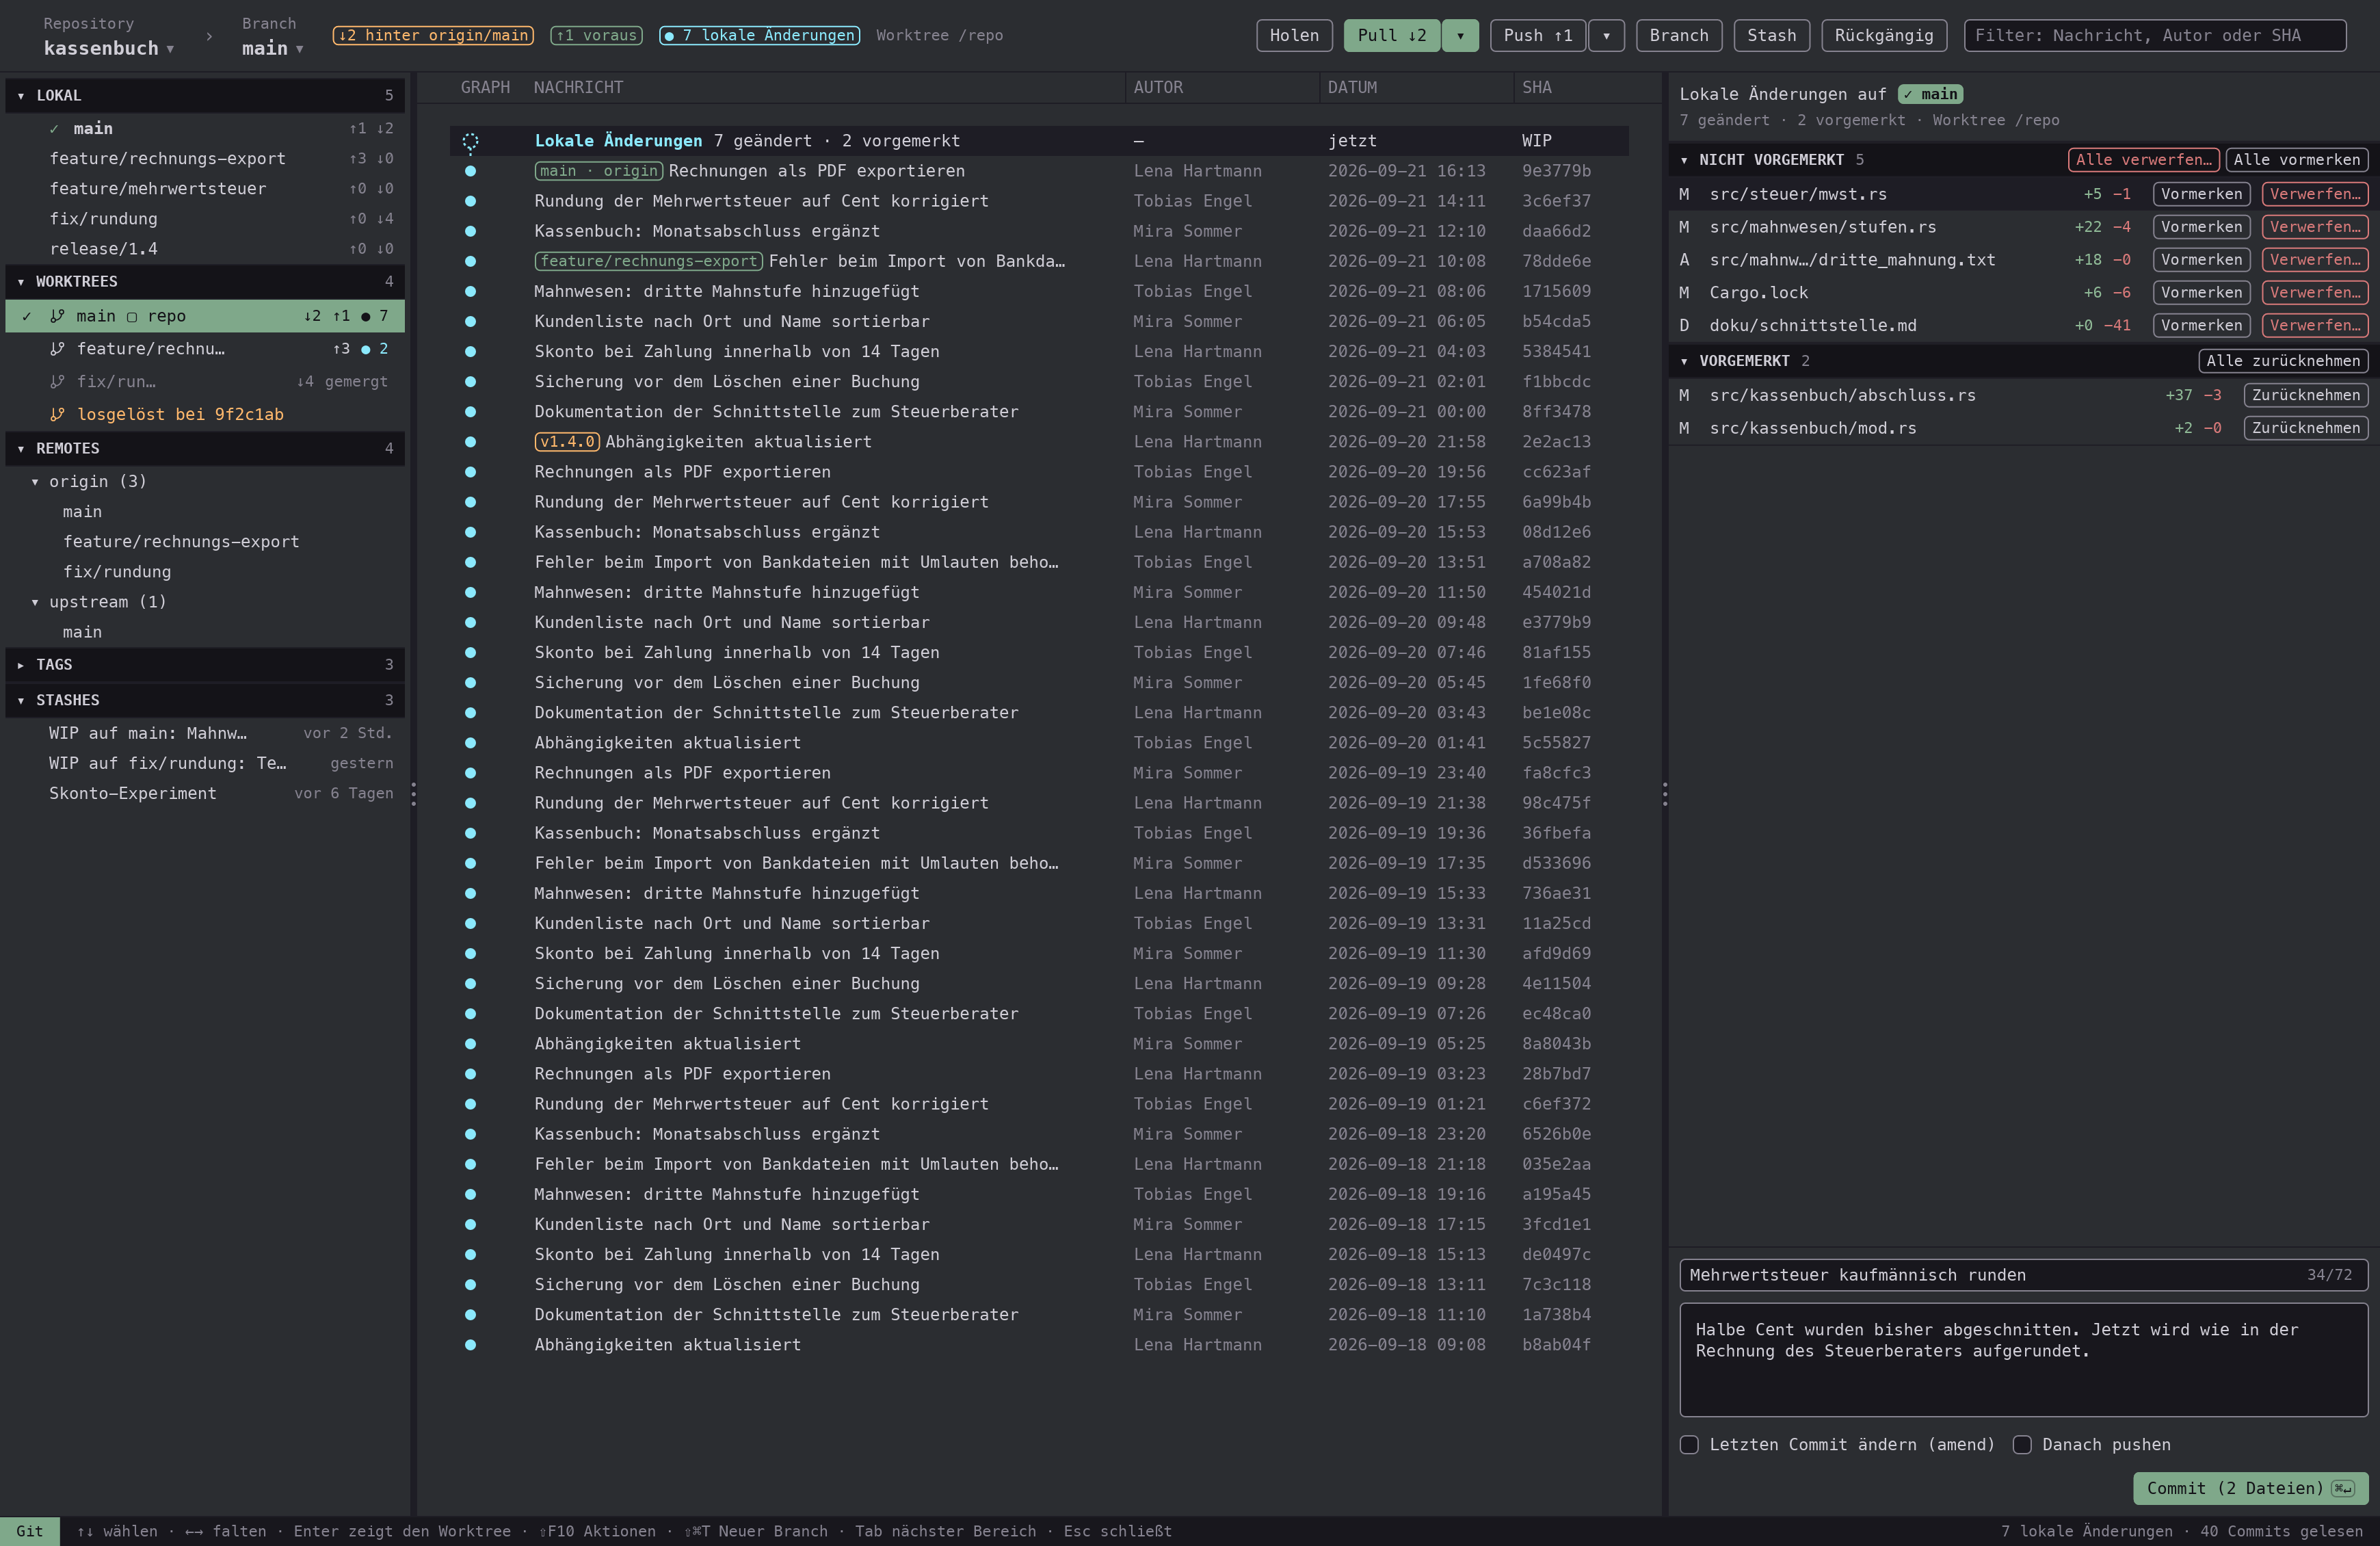 Repository
kassenbuch ▾
›
Branch
main ▾
↓2 hinter origin/main ↑1 voraus ● 7 lokale Änderungen Worktree /repo
Holen Pull ↓2 ▾ Push ↑1 ▾ Branch Stash Rückgängig Filter: Nachricht, Autor oder SHA
▾ LOKAL 5
✓ main ↑1 ↓2
feature/rechnungs-export ↑3 ↓0
feature/mehrwertsteuer ↑0 ↓0
fix/rundung ↑0 ↓4
release/1.4 ↑0 ↓0
▾ WORKTREES 4
✓ main ▢ repo ↓2 ↑1 ● 7
feature/rechnu… ↑3 ● 2
fix/run… ↓4 gemergt
losgelöst bei 9f2c1ab
▾ REMOTES 4
▾ origin (3)
main
feature/rechnungs-export
fix/rundung
▾ upstream (1)
main
▸ TAGS 3
▾ STASHES 3
WIP auf main: Mahnw… vor 2 Std.
WIP auf fix/rundung: Te… gestern
Skonto-Experiment vor 6 Tagen
GRAPH NACHRICHT AUTOR DATUM SHA
Lokale Änderungen 7 geändert · 2 vorgemerkt — jetzt WIP
main · origin Rechnungen als PDF exportieren Lena Hartmann 2026-09-21 16:13 9e3779b
Rundung der Mehrwertsteuer auf Cent korrigiert Tobias Engel 2026-09-21 14:11 3c6ef37
Kassenbuch: Monatsabschluss ergänzt Mira Sommer 2026-09-21 12:10 daa66d2
feature/rechnungs-export Fehler beim Import von Bankda… Lena Hartmann 2026-09-21 10:08 78dde6e
Mahnwesen: dritte Mahnstufe hinzugefügt Tobias Engel 2026-09-21 08:06 1715609
Kundenliste nach Ort und Name sortierbar Mira Sommer 2026-09-21 06:05 b54cda5
Skonto bei Zahlung innerhalb von 14 Tagen Lena Hartmann 2026-09-21 04:03 5384541
Sicherung vor dem Löschen einer Buchung Tobias Engel 2026-09-21 02:01 f1bbcdc
Dokumentation der Schnittstelle zum Steuerberater Mira Sommer 2026-09-21 00:00 8ff3478
v1.4.0 Abhängigkeiten aktualisiert Lena Hartmann 2026-09-20 21:58 2e2ac13
Rechnungen als PDF exportieren Tobias Engel 2026-09-20 19:56 cc623af
Rundung der Mehrwertsteuer auf Cent korrigiert Mira Sommer 2026-09-20 17:55 6a99b4b
Kassenbuch: Monatsabschluss ergänzt Lena Hartmann 2026-09-20 15:53 08d12e6
Fehler beim Import von Bankdateien mit Umlauten beho… Tobias Engel 2026-09-20 13:51 a708a82
Mahnwesen: dritte Mahnstufe hinzugefügt Mira Sommer 2026-09-20 11:50 454021d
Kundenliste nach Ort und Name sortierbar Lena Hartmann 2026-09-20 09:48 e3779b9
Skonto bei Zahlung innerhalb von 14 Tagen Tobias Engel 2026-09-20 07:46 81af155
Sicherung vor dem Löschen einer Buchung Mira Sommer 2026-09-20 05:45 1fe68f0
Dokumentation der Schnittstelle zum Steuerberater Lena Hartmann 2026-09-20 03:43 be1e08c
Abhängigkeiten aktualisiert Tobias Engel 2026-09-20 01:41 5c55827
Rechnungen als PDF exportieren Mira Sommer 2026-09-19 23:40 fa8cfc3
Rundung der Mehrwertsteuer auf Cent korrigiert Lena Hartmann 2026-09-19 21:38 98c475f
Kassenbuch: Monatsabschluss ergänzt Tobias Engel 2026-09-19 19:36 36fbefa
Fehler beim Import von Bankdateien mit Umlauten beho… Mira Sommer 2026-09-19 17:35 d533696
Mahnwesen: dritte Mahnstufe hinzugefügt Lena Hartmann 2026-09-19 15:33 736ae31
Kundenliste nach Ort und Name sortierbar Tobias Engel 2026-09-19 13:31 11a25cd
Skonto bei Zahlung innerhalb von 14 Tagen Mira Sommer 2026-09-19 11:30 afd9d69
Sicherung vor dem Löschen einer Buchung Lena Hartmann 2026-09-19 09:28 4e11504
Dokumentation der Schnittstelle zum Steuerberater Tobias Engel 2026-09-19 07:26 ec48ca0
Abhängigkeiten aktualisiert Mira Sommer 2026-09-19 05:25 8a8043b
Rechnungen als PDF exportieren Lena Hartmann 2026-09-19 03:23 28b7bd7
Rundung der Mehrwertsteuer auf Cent korrigiert Tobias Engel 2026-09-19 01:21 c6ef372
Kassenbuch: Monatsabschluss ergänzt Mira Sommer 2026-09-18 23:20 6526b0e
Fehler beim Import von Bankdateien mit Umlauten beho… Lena Hartmann 2026-09-18 21:18 035e2aa
Mahnwesen: dritte Mahnstufe hinzugefügt Tobias Engel 2026-09-18 19:16 a195a45
Kundenliste nach Ort und Name sortierbar Mira Sommer 2026-09-18 17:15 3fcd1e1
Skonto bei Zahlung innerhalb von 14 Tagen Lena Hartmann 2026-09-18 15:13 de0497c
Sicherung vor dem Löschen einer Buchung Tobias Engel 2026-09-18 13:11 7c3c118
Dokumentation der Schnittstelle zum Steuerberater Mira Sommer 2026-09-18 11:10 1a738b4
Abhängigkeiten aktualisiert Lena Hartmann 2026-09-18 09:08 b8ab04f
Lokale Änderungen auf ✓ main
7 geändert · 2 vorgemerkt · Worktree /repo
▾ NICHT VORGEMERKT 5 Alle verwerfen… Alle vormerken
M src/steuer/mwst.rs +5 −1 Vormerken Verwerfen…
M src/mahnwesen/stufen.rs +22 −4 Vormerken Verwerfen…
A src/mahnw…/dritte_mahnung.txt +18 −0 Vormerken Verwerfen…
M Cargo.lock +6 −6 Vormerken Verwerfen…
D doku/schnittstelle.md +0 −41 Vormerken Verwerfen…
▾ VORGEMERKT 2 Alle zurücknehmen
M src/kassenbuch/abschluss.rs +37 −3 Zurücknehmen
M src/kassenbuch/mod.rs +2 −0 Zurücknehmen
Mehrwertsteuer kaufmännisch runden 34/72
Halbe Cent wurden bisher abgeschnitten. Jetzt wird wie in der
Rechnung des Steuerberaters aufgerundet.
Letzten Commit ändern (amend) Danach pushen
Commit (2 Dateien) ⌘↵
Git ↑↓ wählen · ←→ falten · Enter zeigt den Worktree · ⇧F10 Aktionen · ⇧⌘T Neuer Branch · Tab nächster Bereich · Esc schließt
7 lokale Änderungen · 40 Commits gelesen